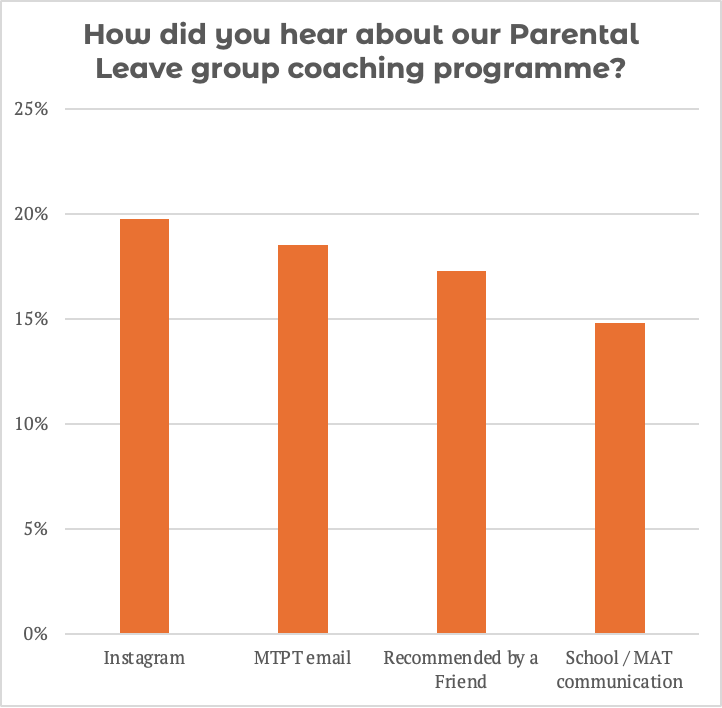 How did you hear about our Parental
Leave group coaching programme?
25%
20%
15%
10%
5%
0%
Instagram
MTPT email
Recommended by a
Friend
School / MAT
communication